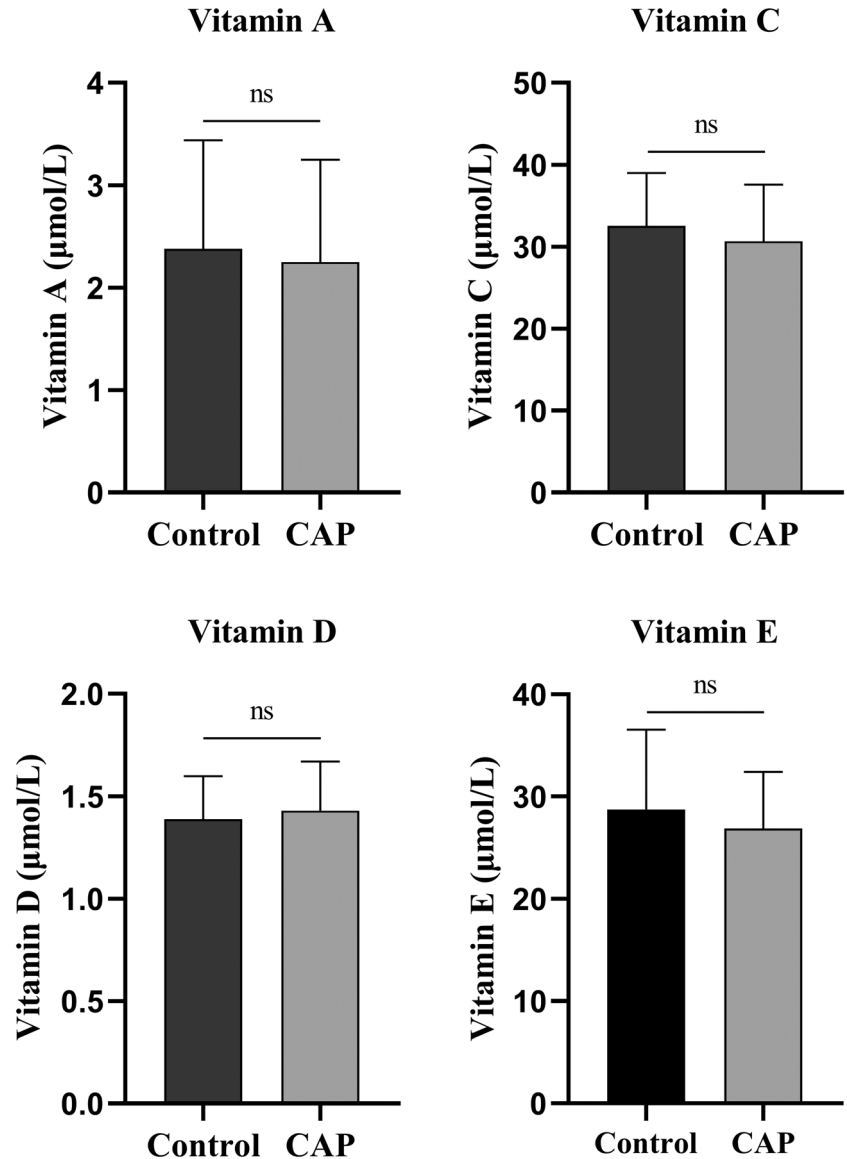 Vitamin A
Vitamin A (μmol/L)
4
3
2
1
0
ns
Control CAP
Vitamin C
Vitamin C (μmol/L)
50
40
30
20
10
0
ns
Control CAP
Vitamin D
Vitamin D (μmol/L)
2.0
1.5
1.0
0.5
0.0
ns
Control CAP
Vitamin E
Vitamin E (μmol/L)
40
30
20
10
0
ns
Control CAP